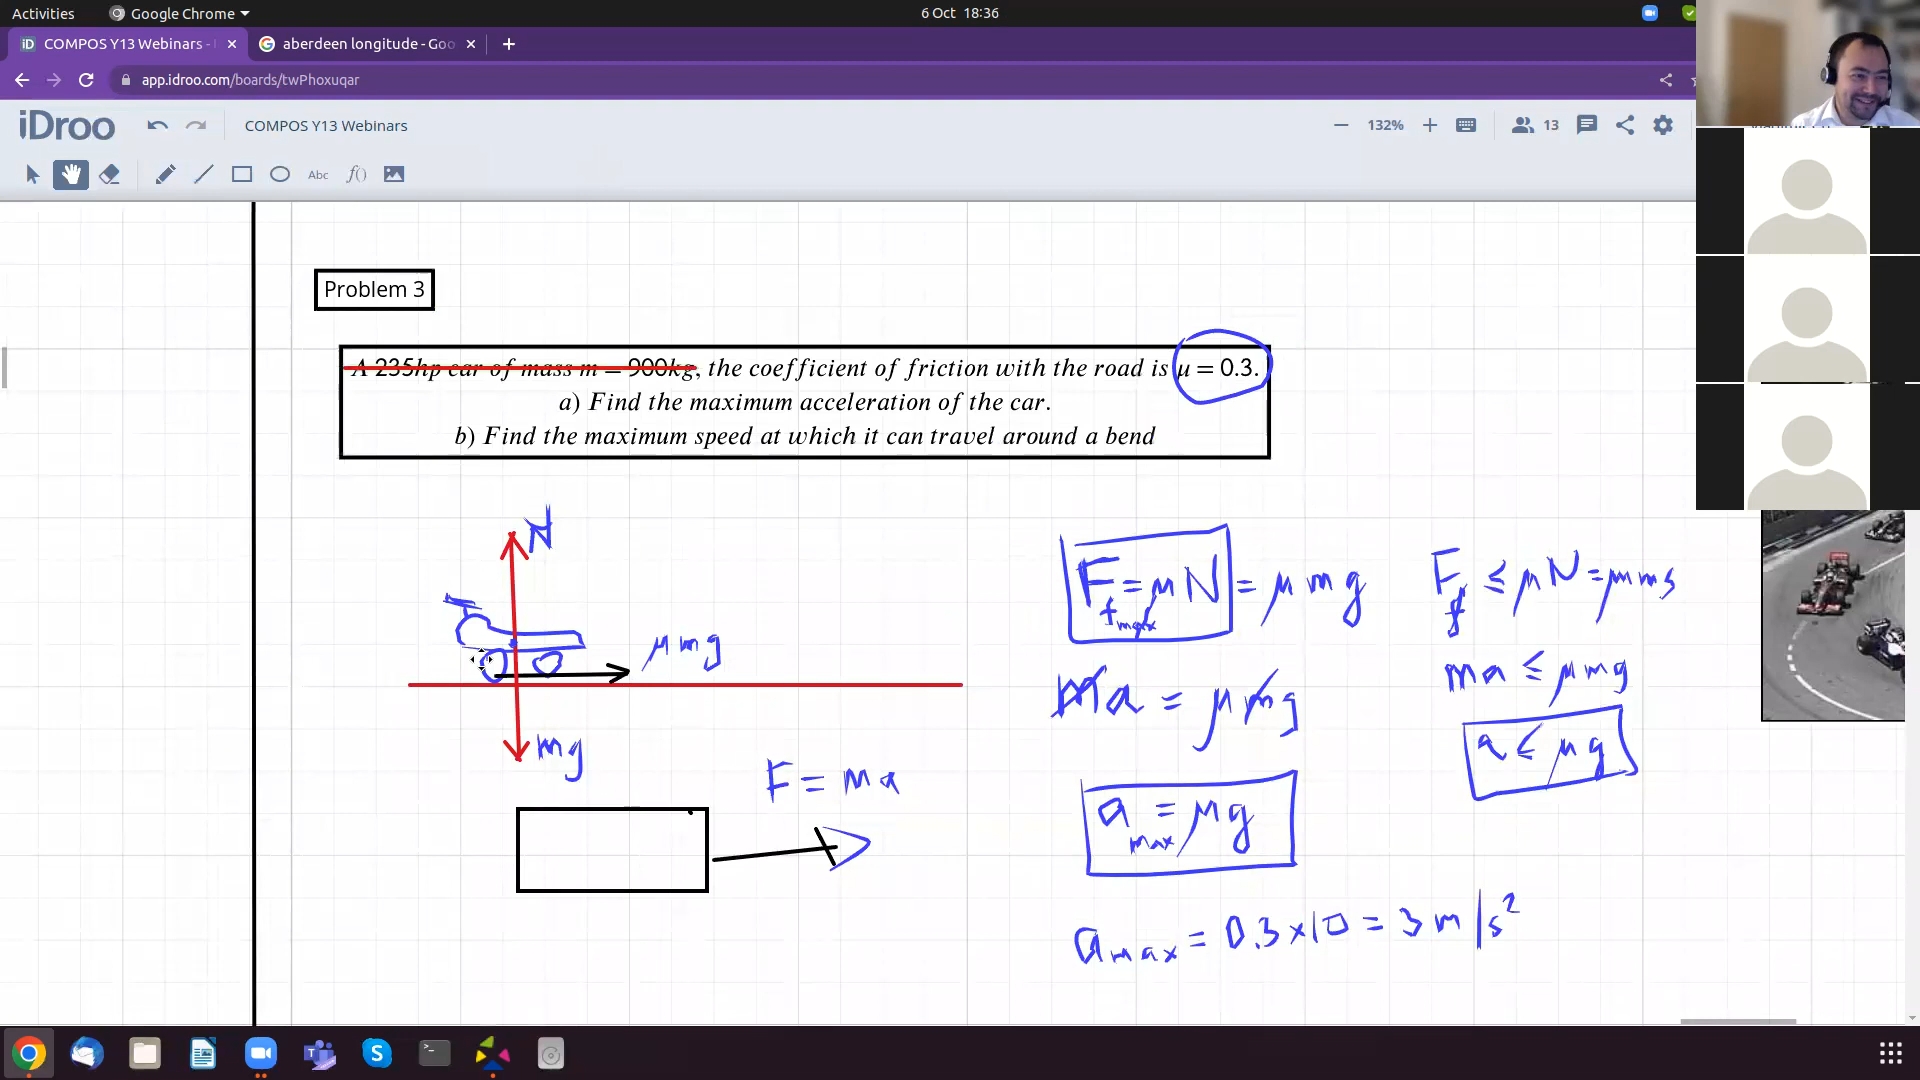 Activities
Google Chrome
6 Oct 18:36
COMPOS Y13 Webinars -
aberdeen longitude - Goo
app.idroo.com/boards/twPhoxuqar
iDroo
COMPOS Y13 Webinars
132%
13
Abc
f()
Problem 3
A 235hp car of mass m = 900kg, the coefficient of friction with the road is μ = 0.3.
a) Find the maximum acceleration of the car.
b) Find the maximum speed at which it can travel around a bend
N
μmg
mg
F = ma
F f max = μN = μmg
ma = μmg
a max = μg
a max = 0.3×10 = 3 m/s²
F f ≤ μN = μmg
ma ≤ μmg
a ≤ μg